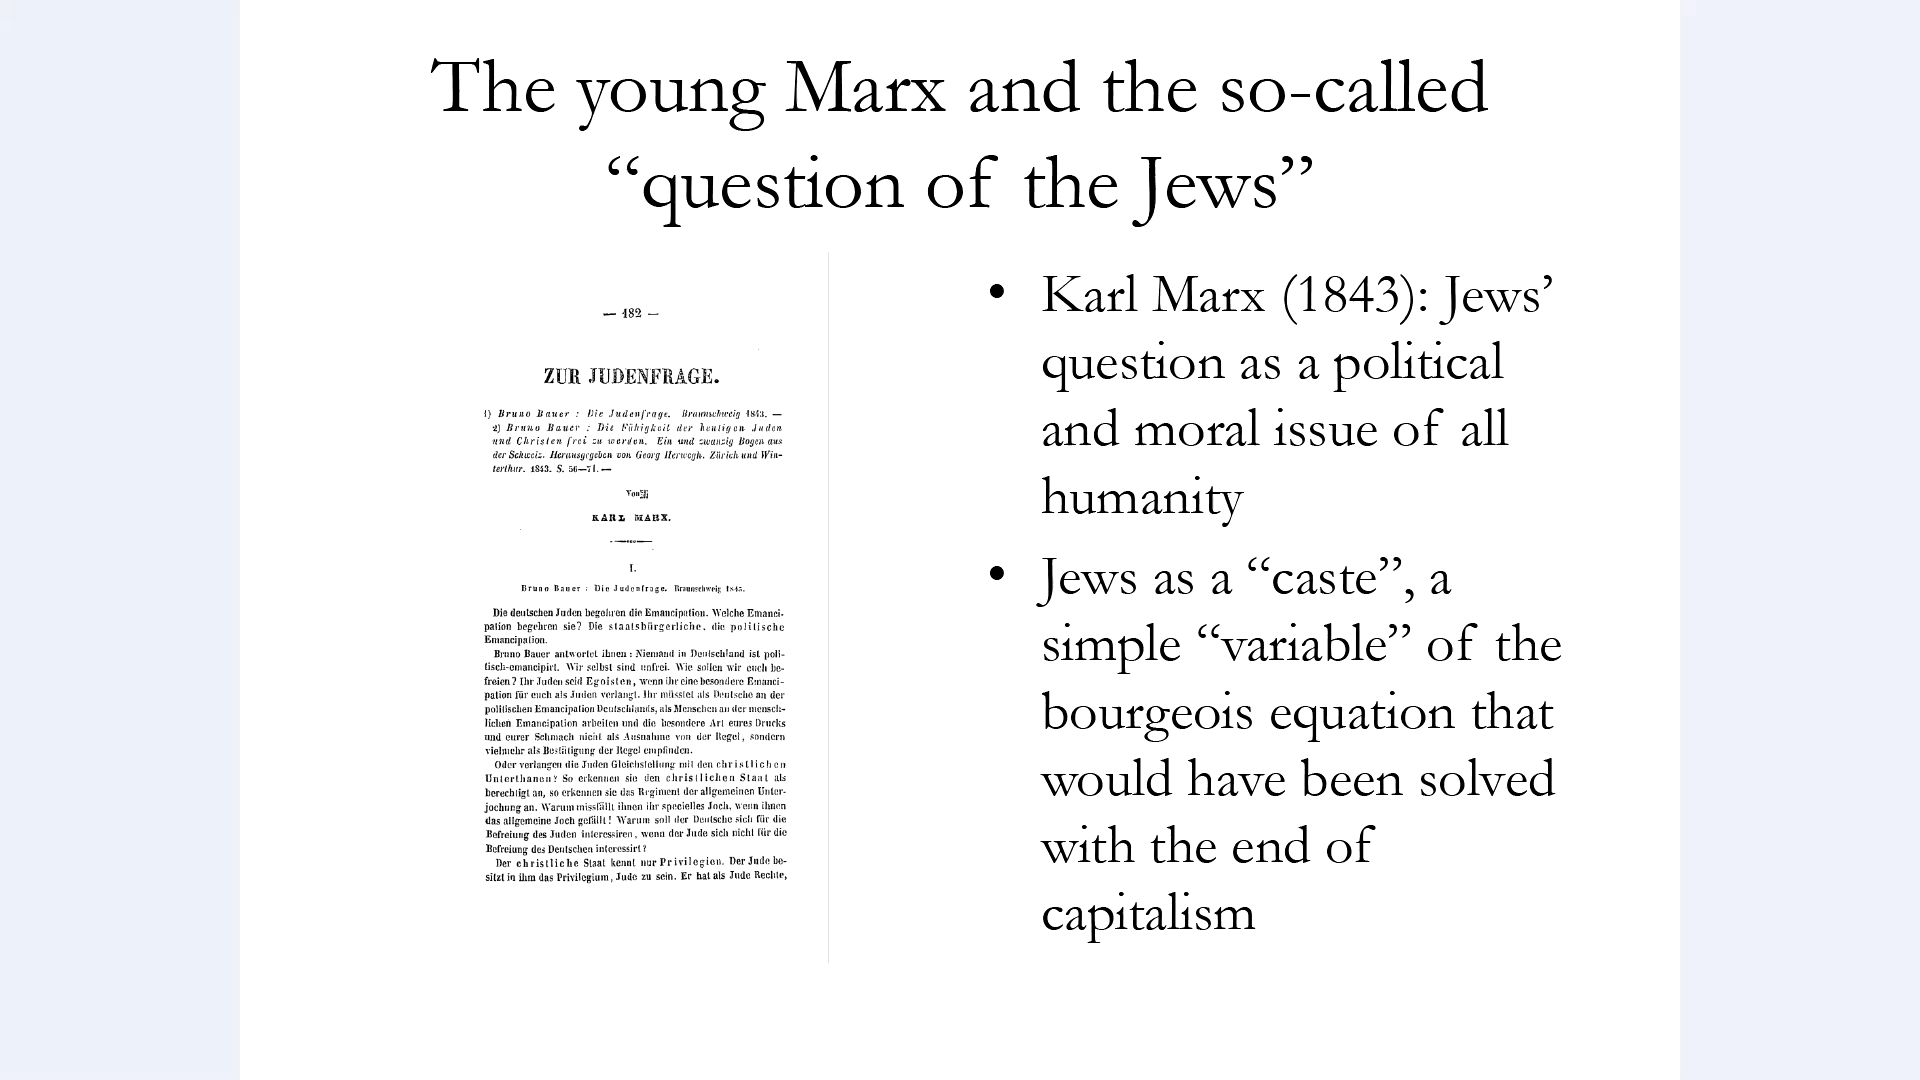 The young Marx and the so-called
“question of the Jews”
— 182 —
ZUR JUDENFRAGE.
1) Bruno Bauer : Die Judenfrage. Braunschweig 1843. —
2) Bruno Bauer : Die Fähigkeit der heutigen Juden
und Christen frei zu werden. Ein und zwanzig Bogen aus
der Schweiz. Herausgegeben von Georg Herwegh. Zürich und Win-
terthur. 1843. S. 56—71. —
Von
KARL MARX.
I.
Bruno Bauer : Die Judenfrage. Braunschweig 1843.
Die deutschen Juden begehren die Emancipation. Welche Emanci-
pation begehren sie? Die staatsbürgerliche, die politische
Emancipation.
Bruno Bauer antwortet ihnen : Niemand in Deutschland ist poli-
tisch-emancipirt. Wir selbst sind unfrei. Wie sollen wir euch be-
freien? Ihr Juden seid Egoisten, wenn ihr eine besondere Emanci-
pation für euch als Juden verlangt. Ihr müsstet als Deutsche an der
politischen Emancipation Deutschlands, als Menschen an der mensch-
lichen Emancipation arbeiten und die besondere Art eures Drucks
und eurer Schmach nicht als Ausnahme von der Regel, sondern
vielmehr als Bestätigung der Regel empfinden.
Oder verlangen die Juden Gleichstellung mit den christlichen
Unterthanen? So erkennen sie den christlichen Staat als
berechtigt an, so erkennen sie das Regiment der allgemeinen Unter-
jochung an. Warum missfällt ihnen ihr specielles Joch, wenn ihnen
das allgemeine Joch gefällt! Warum soll der Deutsche sich für die
Befreiung des Juden interessiren, wenn der Jude sich nicht für die
Befreiung des Deutschen interessirt?
Der christliche Staat kennt nur Privilegien. Der Jude be-
sitzt in ihm das Privilegium, Jude zu sein. Er hat als Jude Rechte,
• Karl Marx (1843): Jews’
question as a political
and moral issue of all
humanity
• Jews as a “caste”, a
simple “variable” of the
bourgeois equation that
would have been solved
with the end of
capitalism